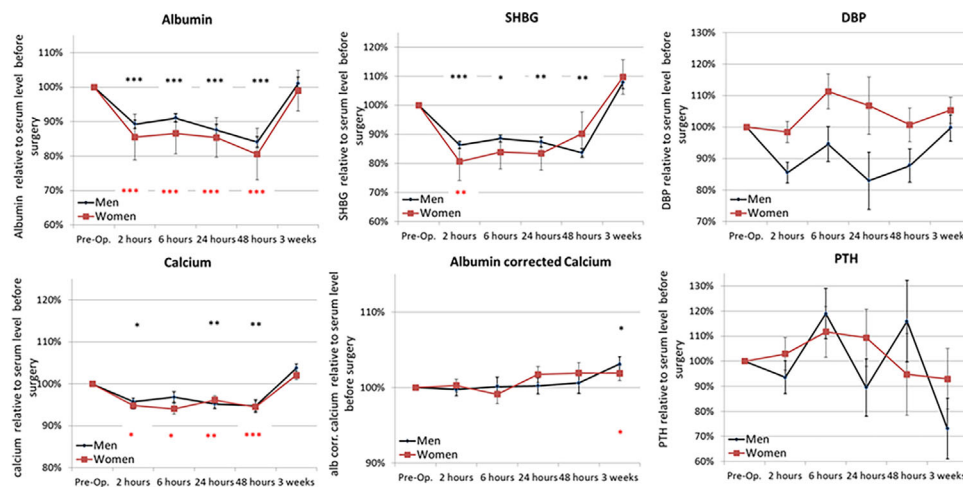 Albumin
Albumin relative to serum level before surgery
110%
100%
90%
80%
70%
60%
*** *** *** ***
*** *** *** ***
Men
Women
Pre-Op. 2 hours 6 hours 24 hours 48 hours 3 weeks
SHBG
SHBG relative to serum level before surgery
120%
110%
100%
90%
80%
70%
60%
*** * ** **
**
Men
Women
Pre-Op. 2 hours 6 hours 24 hours 48 hours 3 weeks
DBP
DBP relative to serum level before surgery
130%
120%
110%
100%
90%
80%
70%
Men
Women
Pre-Op. 2 hours 6 hours 24 hours 48 hours 3 weeks
Calcium
calcium relative to serum level before surgery
120%
110%
100%
90%
80%
* ** **
* * ** ***
Men
Women
Pre-Op. 2 hours 6 hours 24 hours 48 hours 3 weeks
Albumin corrected Calcium
alb corr. calcium relative to serum level before surgery
110%
100%
90%
*
*
Men
Women
Pre-Op. 2 hours 6 hours 24 hours 48 hours 3 weeks
PTH
PTH relative to serum level before surgery
130%
120%
110%
100%
90%
80%
70%
60%
Men
Women
Pre-Op. 2 hours 6 hours 24 hours 48 hours 3 weeks